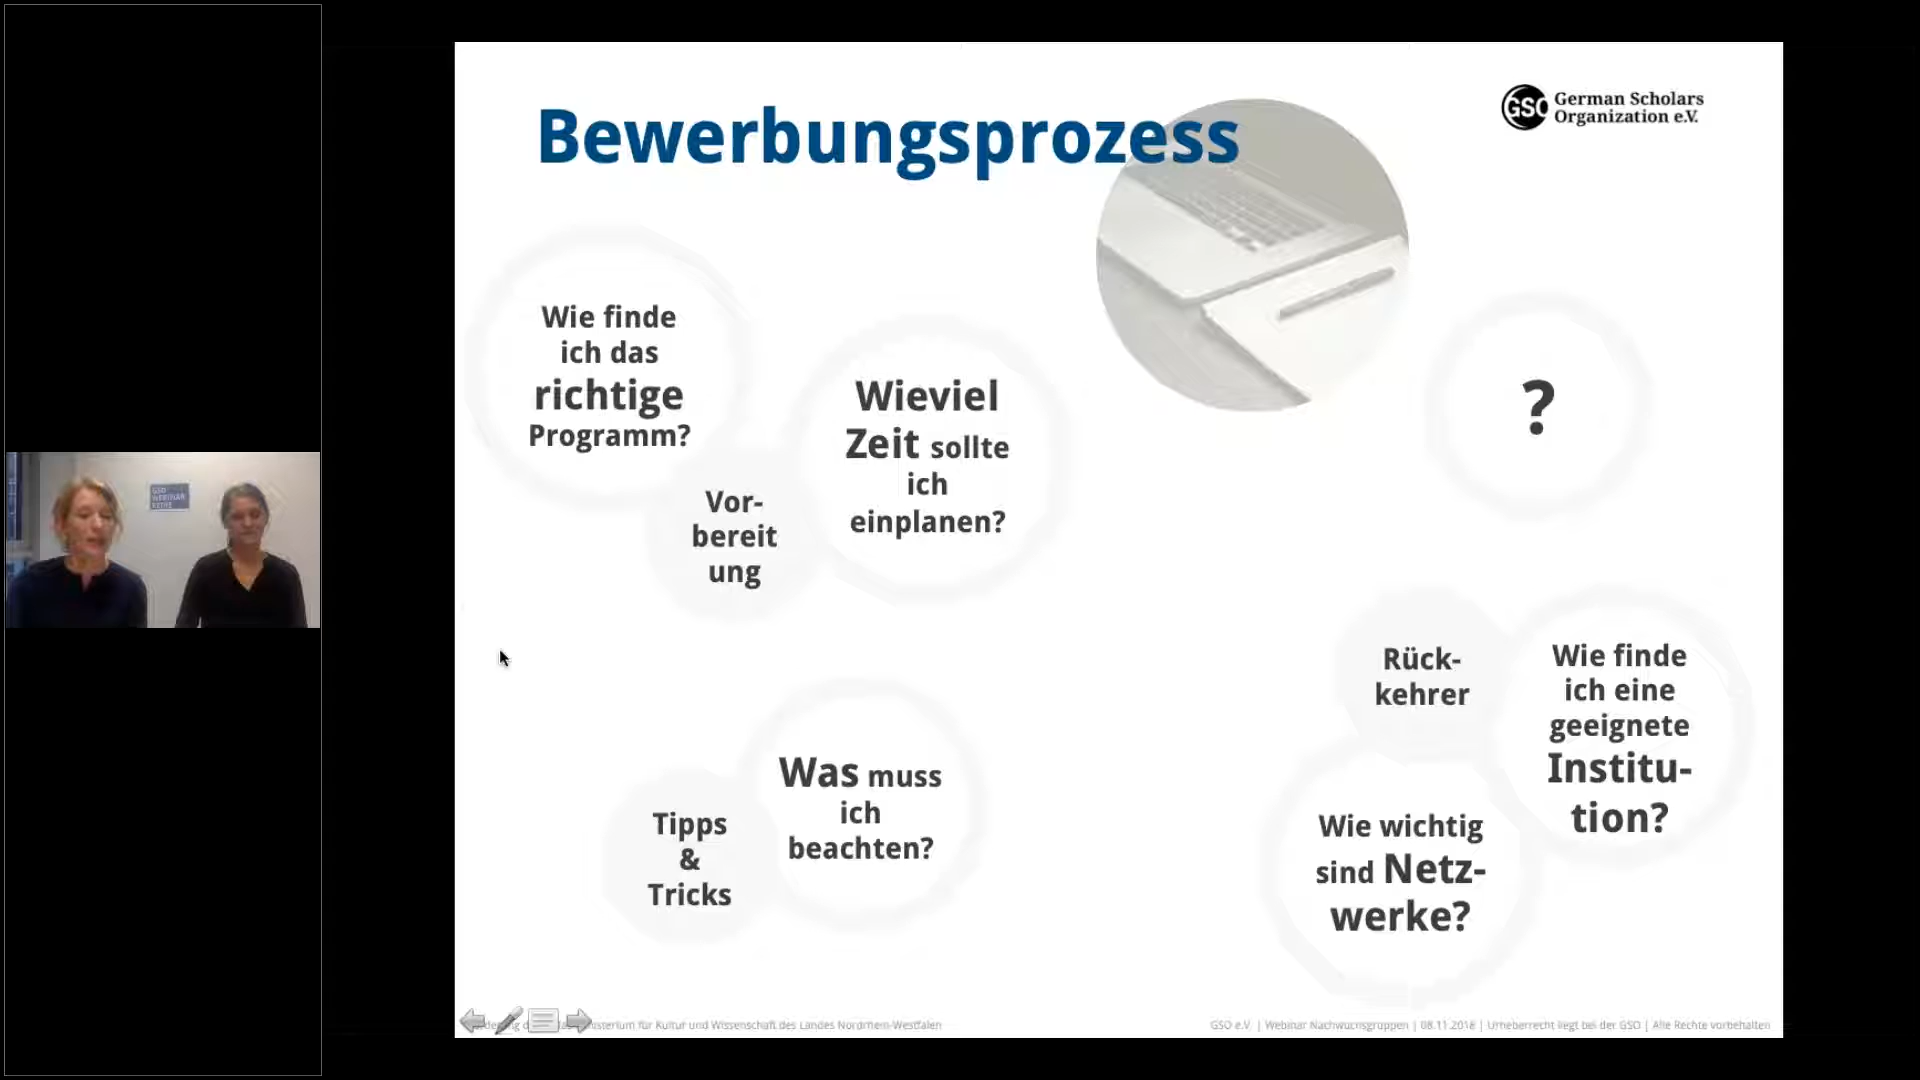 Bewerbungsprozess
GSO German Scholars
Organization e.V.
Wie finde
ich das
richtige
Programm?
Vor-
bereit
ung
Wieviel
Zeit sollte
ich
einplanen?
?
Rück-
kehrer
Wie finde
ich eine
geeignete
Institu-
tion?
Wie wichtig
sind Netz-
werke?
Tipps
&
Tricks
Was muss
ich
beachten?
GSO
WEBINAR
REIHE
für Kultur und Wissenschaft des Landes Nordrhein-Westfalen
GSO e.V. | Webinar Nachwuchsgruppen | 08.11.2018 | Urheberrecht liegt bei der GSO | Alle Rechte vorbehalten